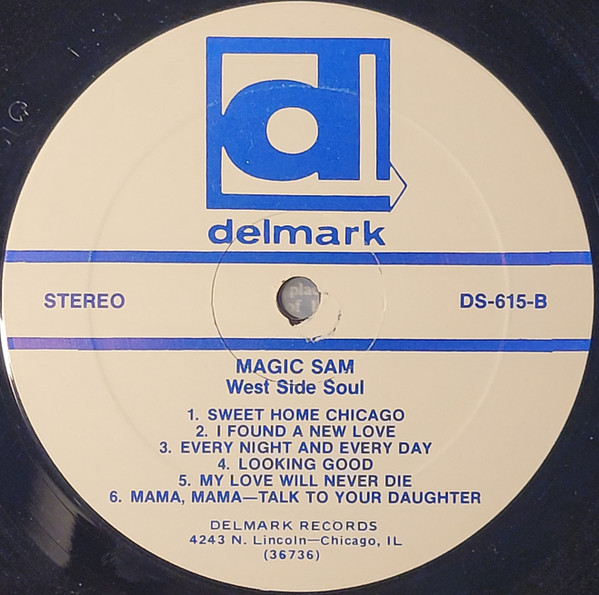 d
delmark
STEREO DS-615-B
MAGIC SAM
West Side Soul
1. SWEET HOME CHICAGO
2. I FOUND A NEW LOVE
3. EVERY NIGHT AND EVERY DAY
4. LOOKING GOOD
5. MY LOVE WILL NEVER DIE
6. MAMA, MAMA—TALK TO YOUR DAUGHTER
DELMARK RECORDS
4243 N. Lincoln—Chicago, IL
(36736)